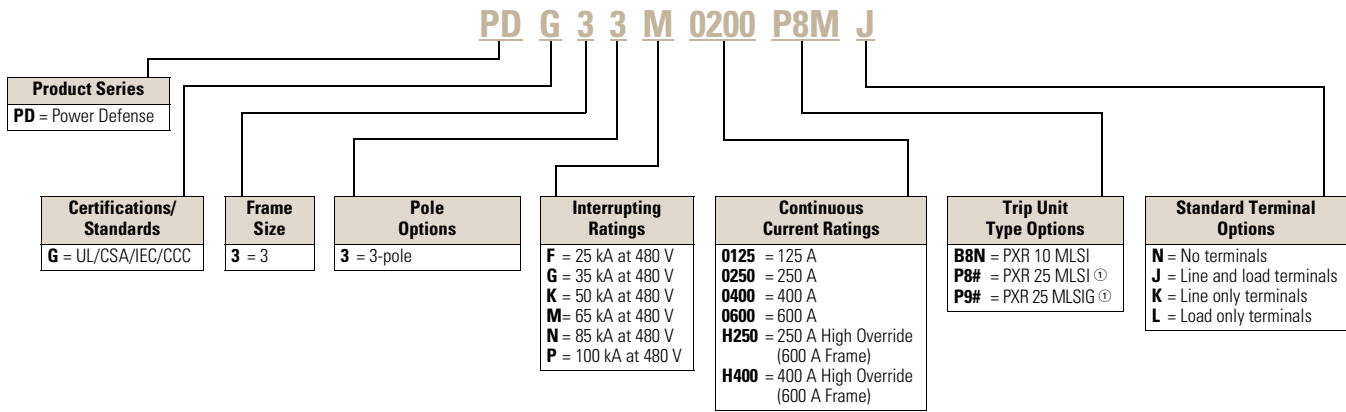 PD G 3 3 M 0200 P8M J
Product Series
PD = Power Defense
Certifications/
Standards
G = UL/CSA/IEC/CCC
Frame
Size
3 = 3
Pole
Options
3 = 3-pole
Interrupting
Ratings
F = 25 kA at 480 V
G = 35 kA at 480 V
K = 50 kA at 480 V
M= 65 kA at 480 V
N = 85 kA at 480 V
P = 100 kA at 480 V
Continuous
Current Ratings
0125 = 125 A
0250 = 250 A
0400 = 400 A
0600 = 600 A
H250 = 250 A High Override
(600 A Frame)
H400 = 400 A High Override
(600 A Frame)
Trip Unit
Type Options
B8N = PXR 10 MLSI
P8# = PXR 25 MLSI ①
P9# = PXR 25 MLSIG ①
Standard Terminal
Options
N = No terminals
J = Line and load terminals
K = Line only terminals
L = Load only terminals